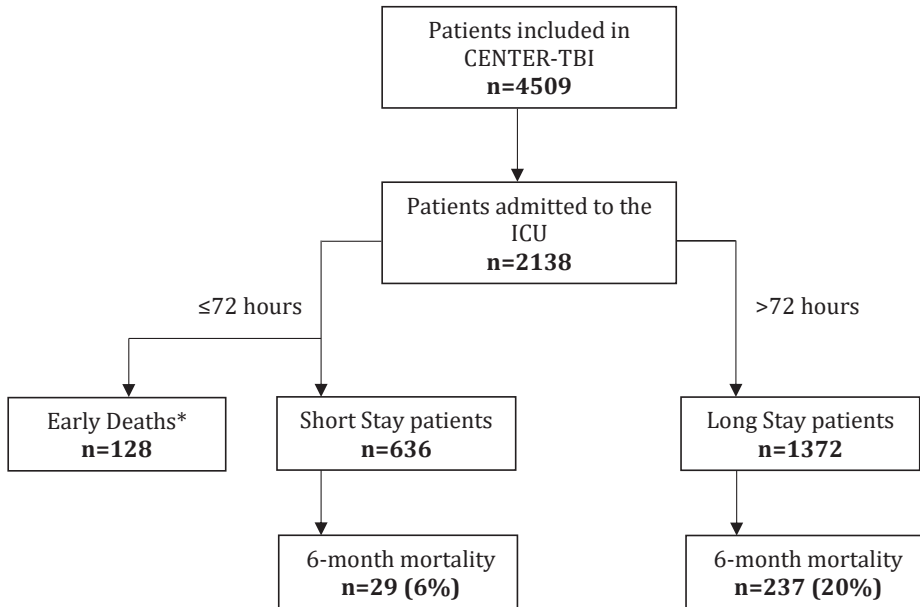 Patients included in
CENTER-TBI
n=4509
Patients admitted to the
ICU
n=2138
≤72 hours
>72 hours
Early Deaths*
n=128
Short Stay patients
n=636
Long Stay patients
n=1372
6-month mortality
n=29 (6%)
6-month mortality
n=237 (20%)